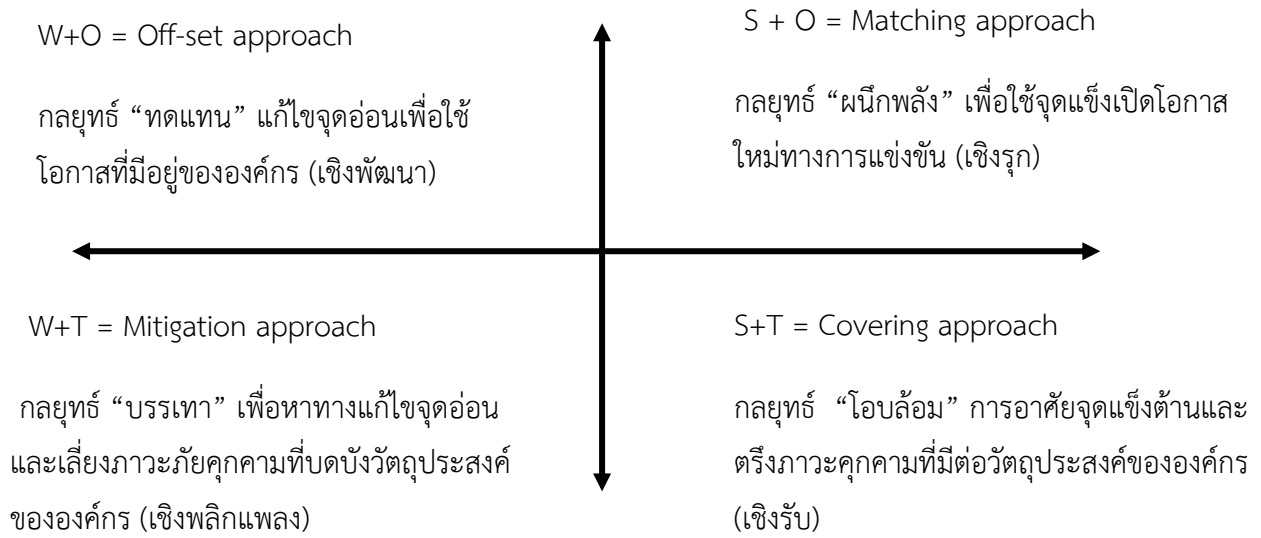 W+O = Off-set approach
กลยุทธ์ “ทดแทน” แก้ไขจุดอ่อนเพื่อใช้
โอกาสที่มีอยู่ขององค์กร (เชิงพัฒนา)
S + O = Matching approach
กลยุทธ์ “ผนึกพลัง” เพื่อใช้จุดแข็งเปิดโอกาส
ใหม่ทางการแข่งขัน (เชิงรุก)
W+T = Mitigation approach
กลยุทธ์ “บรรเทา” เพื่อหาทางแก้ไขจุดอ่อน
และเลี่ยงภาวะภัยคุกคามที่บดบังวัตถุประสงค์
ขององค์กร (เชิงพลิกแพลง)
S+T = Covering approach
กลยุทธ์ “โอบล้อม” การอาศัยจุดแข็งต้านและ
ตรึงภาวะคุกคามที่มีต่อวัตถุประสงค์ขององค์กร
(เชิงรับ)